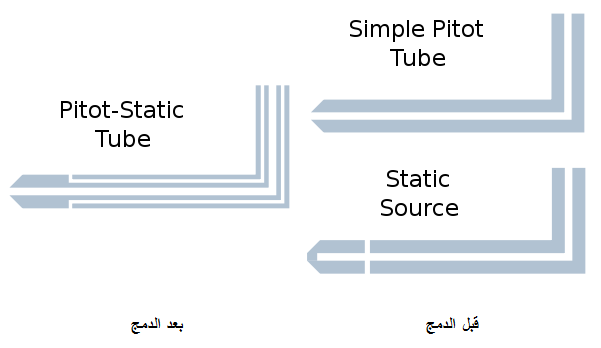 Simple Pitot
Tube
Pitot-Static
Tube
Static
Source
بعد الدمج
قبل الدمج